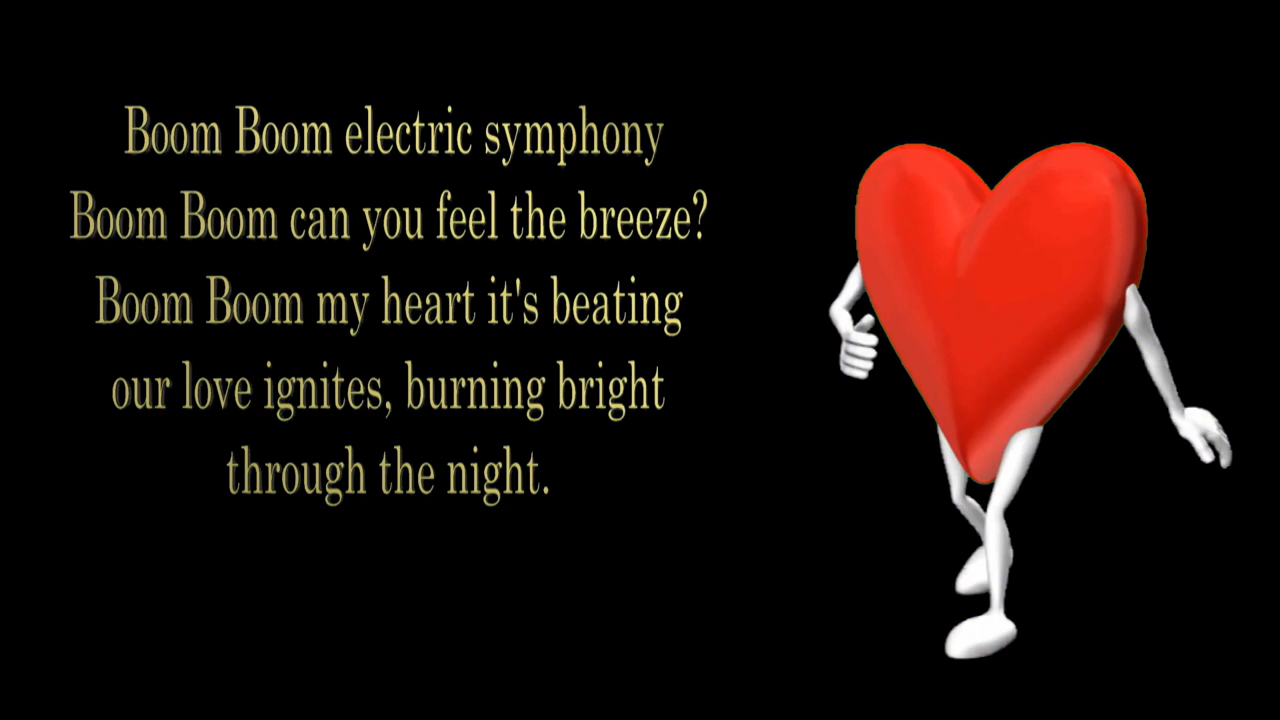 Boom Boom electric symphony
Boom Boom can you feel the breeze?
Boom Boom my heart it's beating
our love ignites, burning bright
through the night.